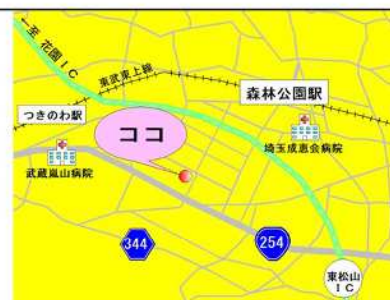 ←至 花園IC
東武東上線
森林公園駅
つきのわ駅
ココ
埼玉成恵会病院
武蔵嵐山病院
344
254
東松山
IC